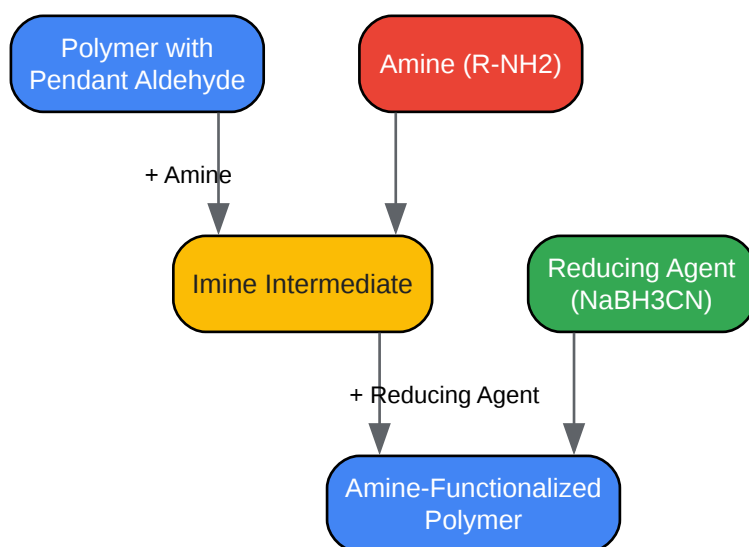 Polymer with
Pendant Aldehyde
Amine (R-NH2)
+ Amine
Imine Intermediate
Reducing Agent
(NaBH3CN)
+ Reducing Agent
Amine-Functionalized
Polymer